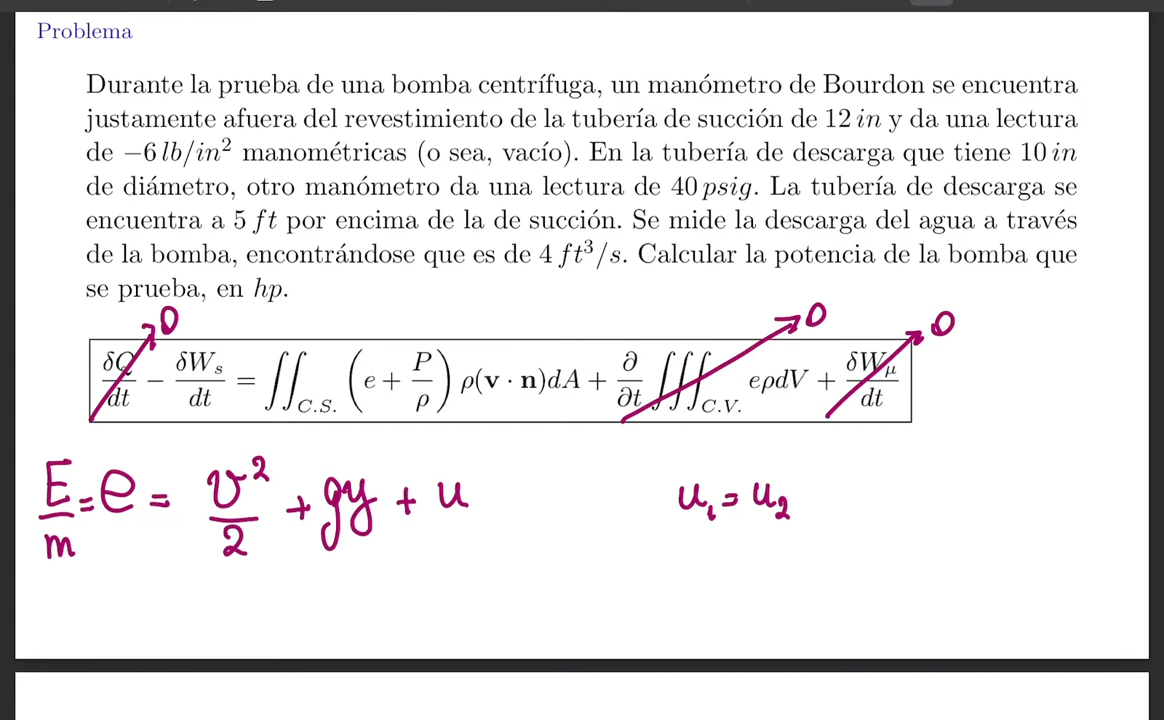 Problema
Durante la prueba de una bomba centrífuga, un manómetro de Bourdon se encuentra
justamente afuera del revestimiento de la tubería de succión de 12 in y da una lectura
de −6 lb/in² manométricas (o sea, vacío). En la tubería de descarga que tiene 10 in
de diámetro, otro manómetro da una lectura de 40 psig. La tubería de descarga se
encuentra a 5 ft por encima de la de succión. Se mide la descarga del agua a través
de la bomba, encontrándose que es de 4 ft³/s. Calcular la potencia de la bomba que
se prueba, en hp.
0 0 0
δQ/dt − δW_s/dt = ∬_C.S. (e + P/ρ) ρ(v · n)dA + ∂/∂t ∭_C.V. eρdV + δW_μ/dt
E/m = e = v²/2 + gy + u u₁ = u₂